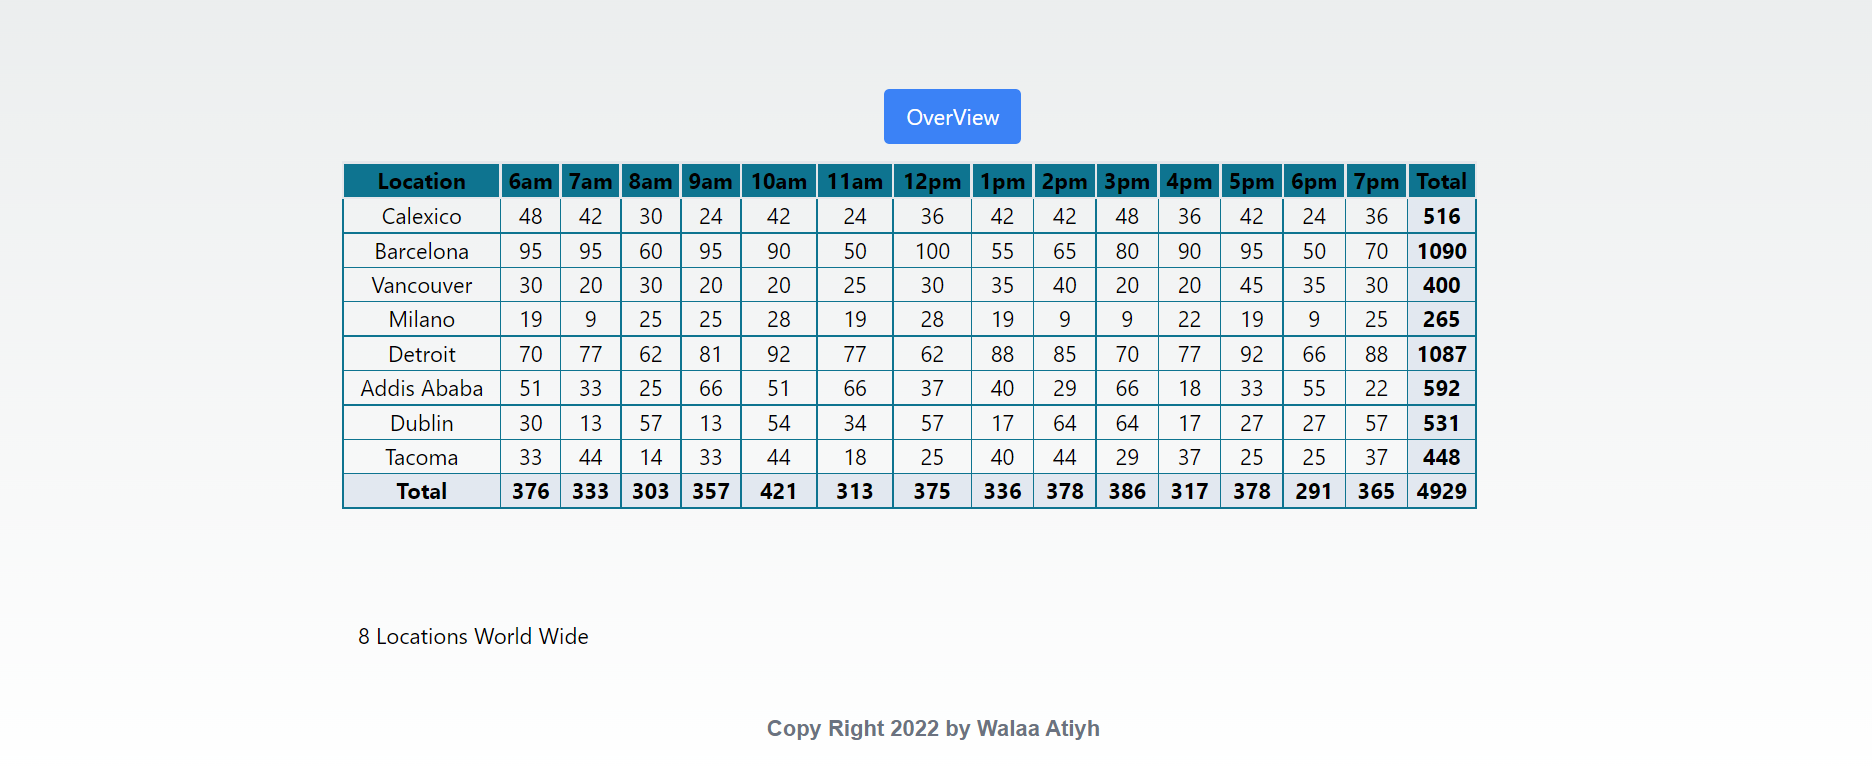 OverView
Location 6am 7am 8am 9am 10am 11am 12pm 1pm 2pm 3pm 4pm 5pm 6pm 7pm Total
Calexico 48 42 30 24 42 24 36 42 42 48 36 42 24 36 516
Barcelona 95 95 60 95 90 50 100 55 65 80 90 95 50 70 1090
Vancouver 30 20 30 20 20 25 30 35 40 20 20 45 35 30 400
Milano 19 9 25 25 28 19 28 19 9 9 22 19 9 25 265
Detroit 70 77 62 81 92 77 62 88 85 70 77 92 66 88 1087
Addis Ababa 51 33 25 66 51 66 37 40 29 66 18 33 55 22 592
Dublin 30 13 57 13 54 34 57 17 64 64 17 27 27 57 531
Tacoma 33 44 14 33 44 18 25 40 44 29 37 25 25 37 448
Total 376 333 303 357 421 313 375 336 378 386 317 378 291 365 4929
8 Locations World Wide
Copy Right 2022 by Walaa Atiyh